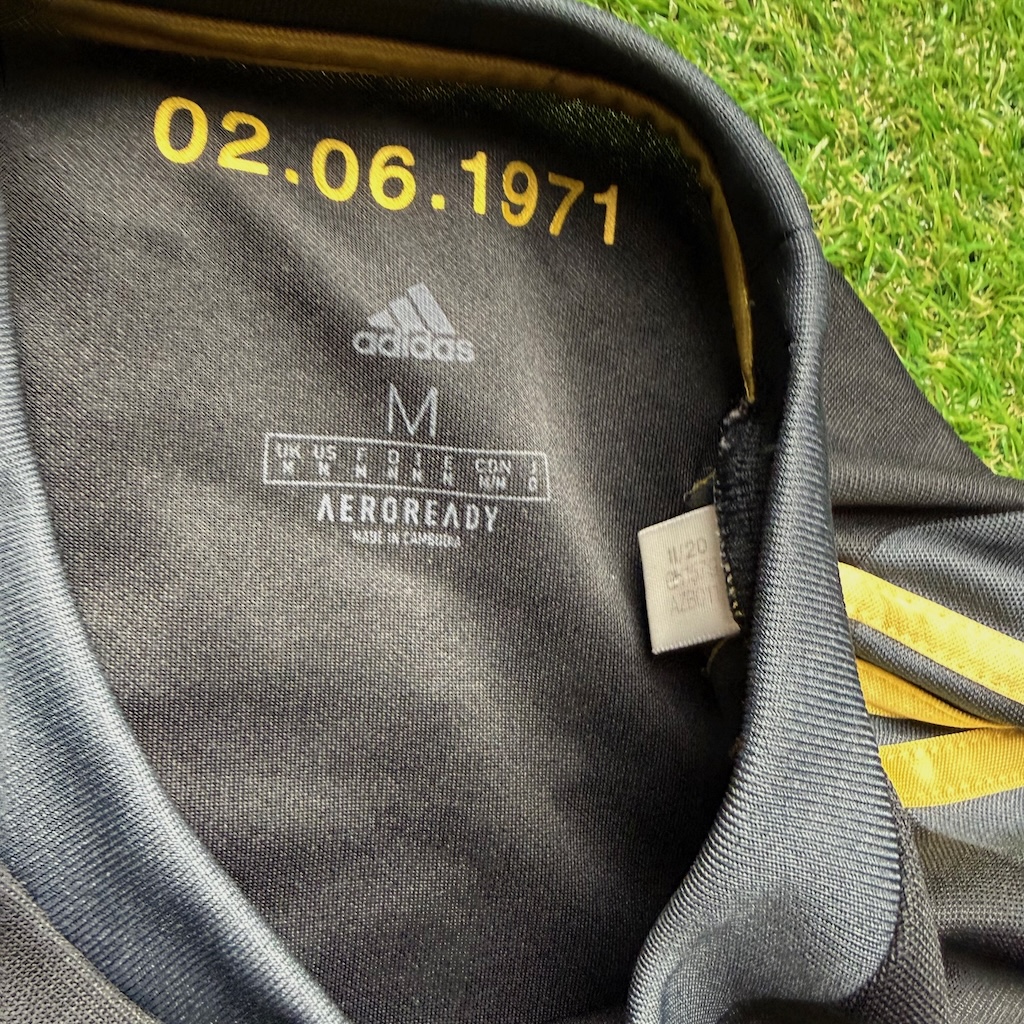 02.06.1971
adidas
M
UK US F D I E CDN J
M M M M M M M/M O
AEROREADY
MADE IN CAMBODIA
11/20